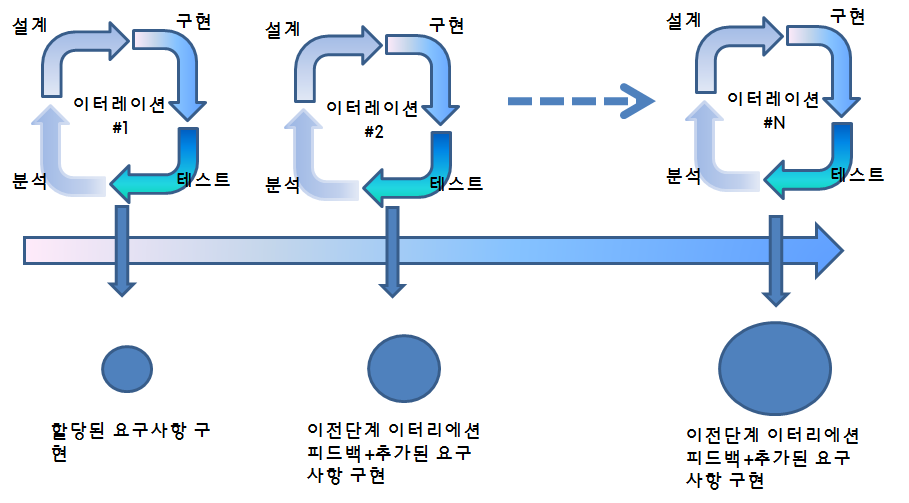 설계
구현
이터레이션
#1
분석
테스트
설계
구현
이터레이션
#2
분석
테스트
설계
구현
이터레이션
#N
분석
테스트
할당된 요구사항 구
현
이전단계 이터리에션
피드백+추가된 요구
사항 구현
이전단계 이터리에션
피드백+추가된 요구
사항 구현